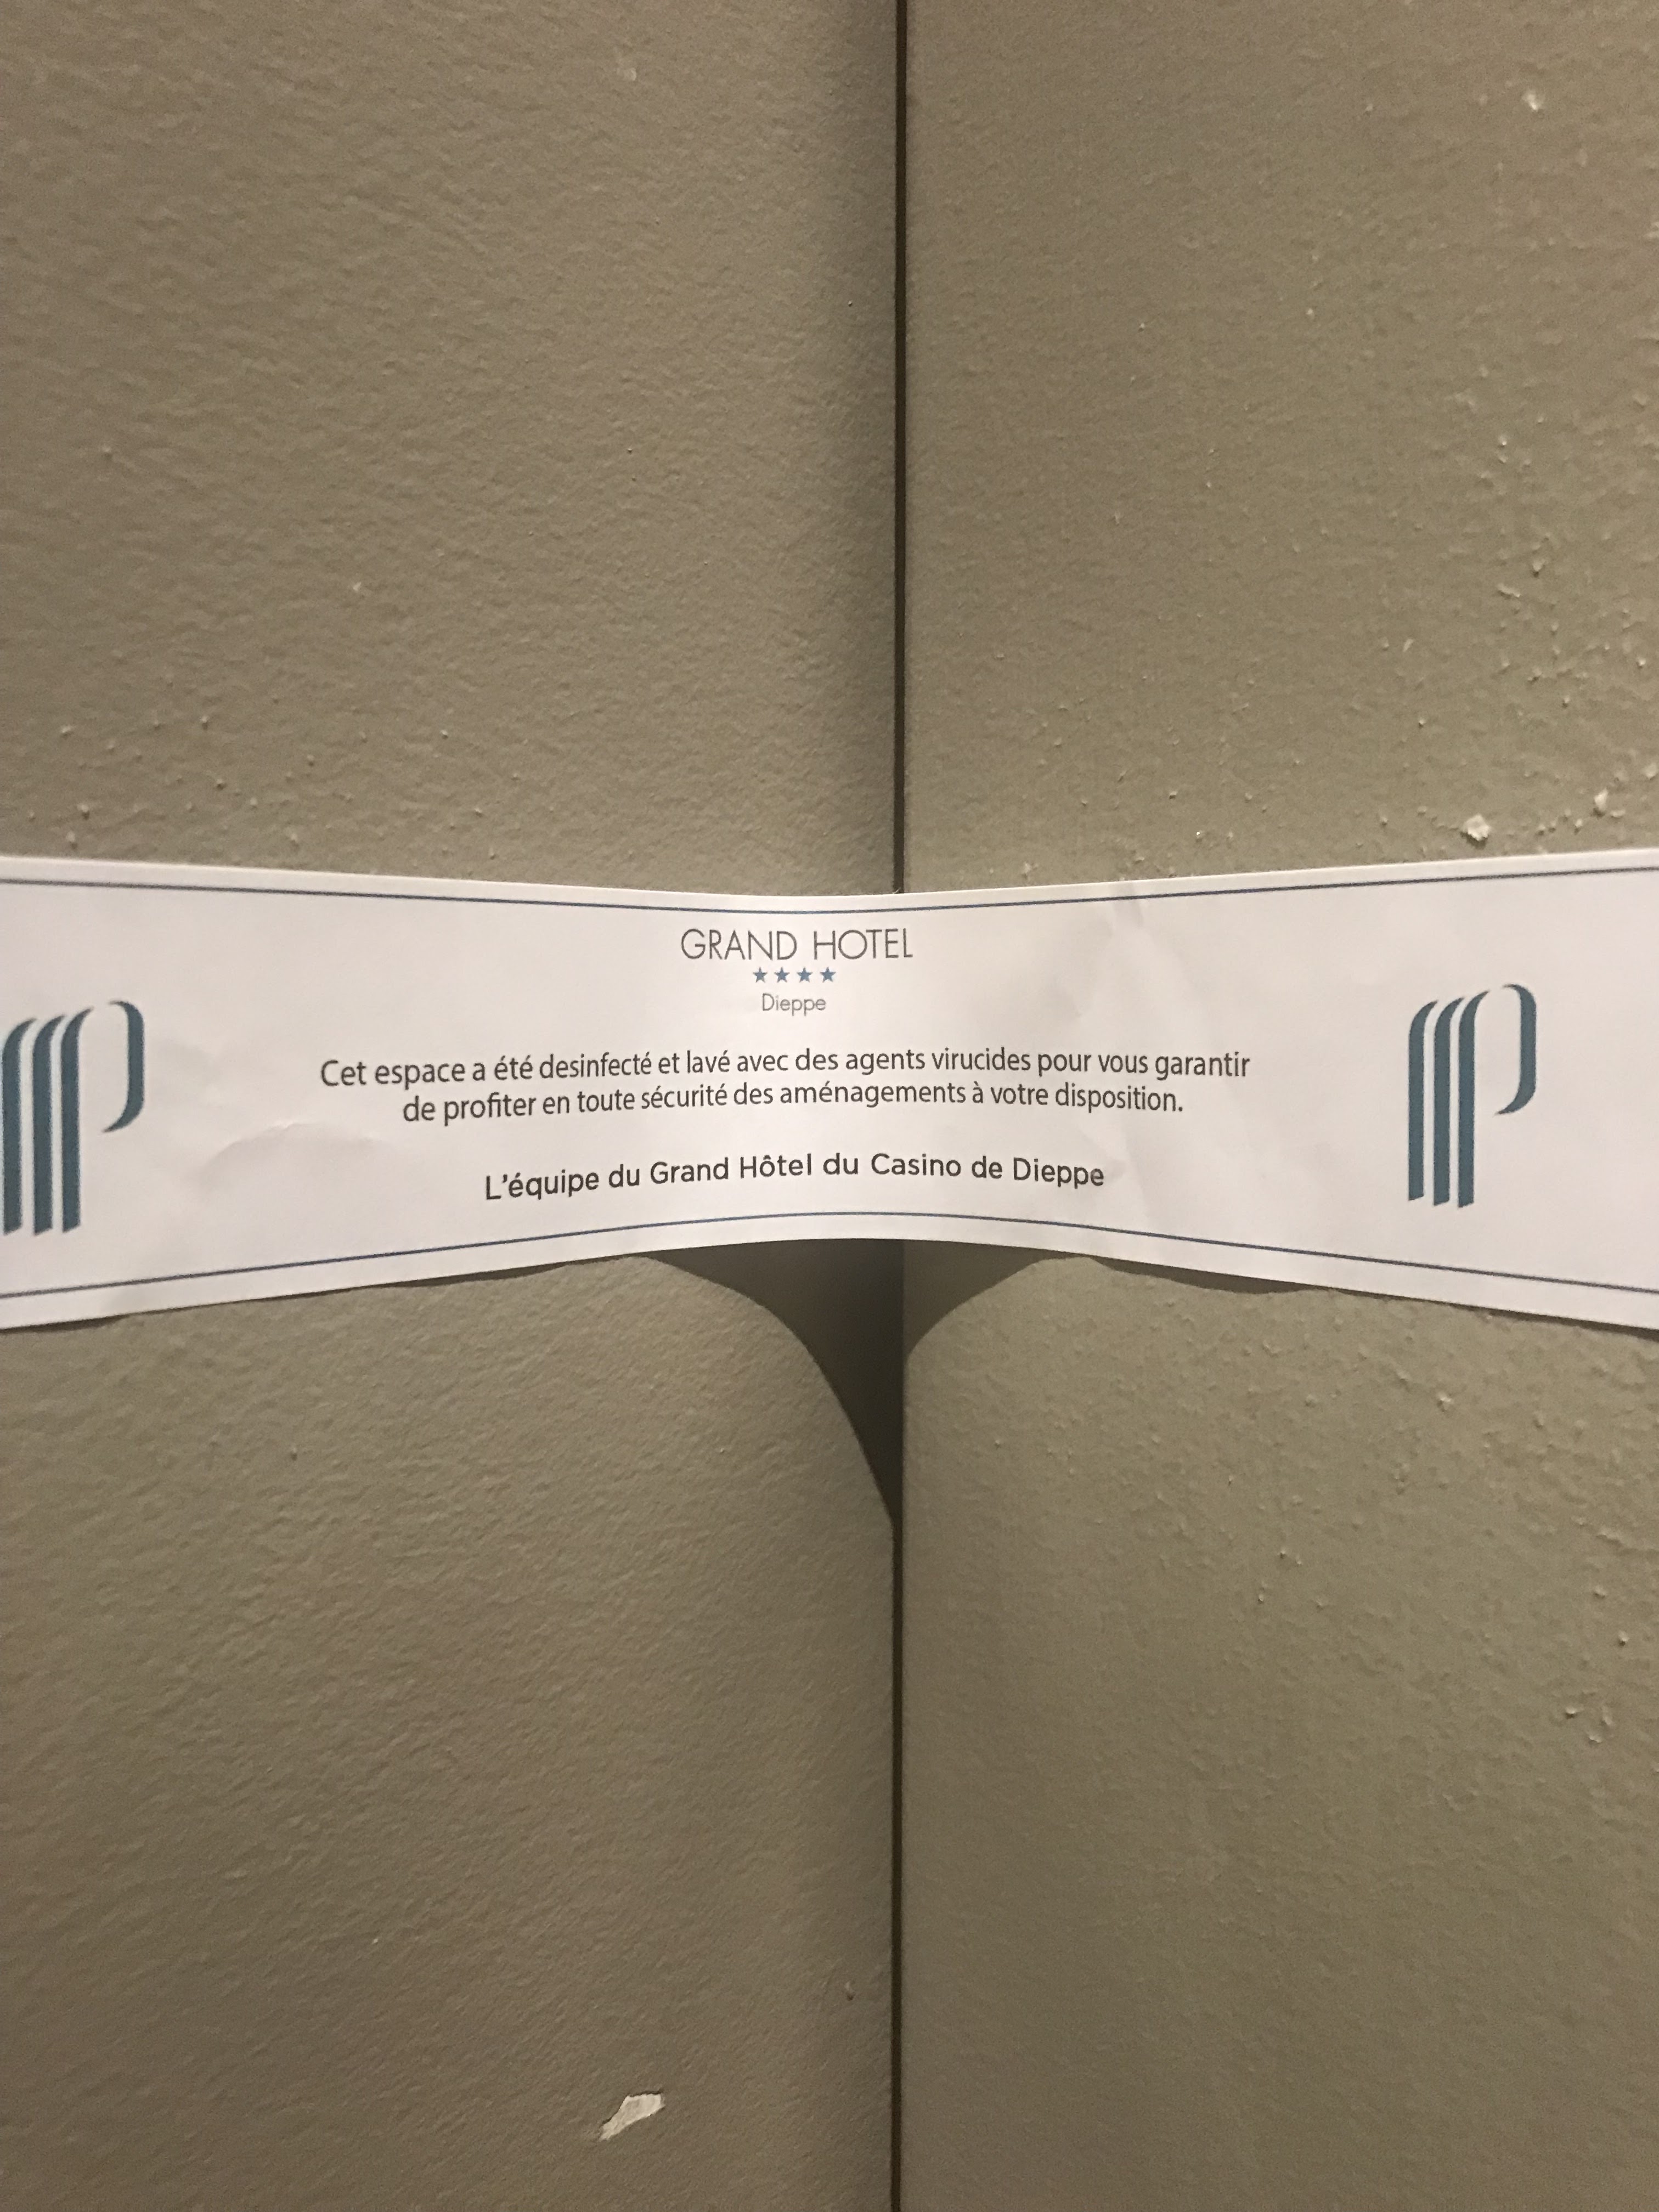 GRAND HOTEL
★★★★
Dieppe
Cet espace a été desinfecté et lavé avec des agents virucides pour vous garantir
de profiter en toute sécurité des aménagements à votre disposition.
L'équipe du Grand Hôtel du Casino de Dieppe